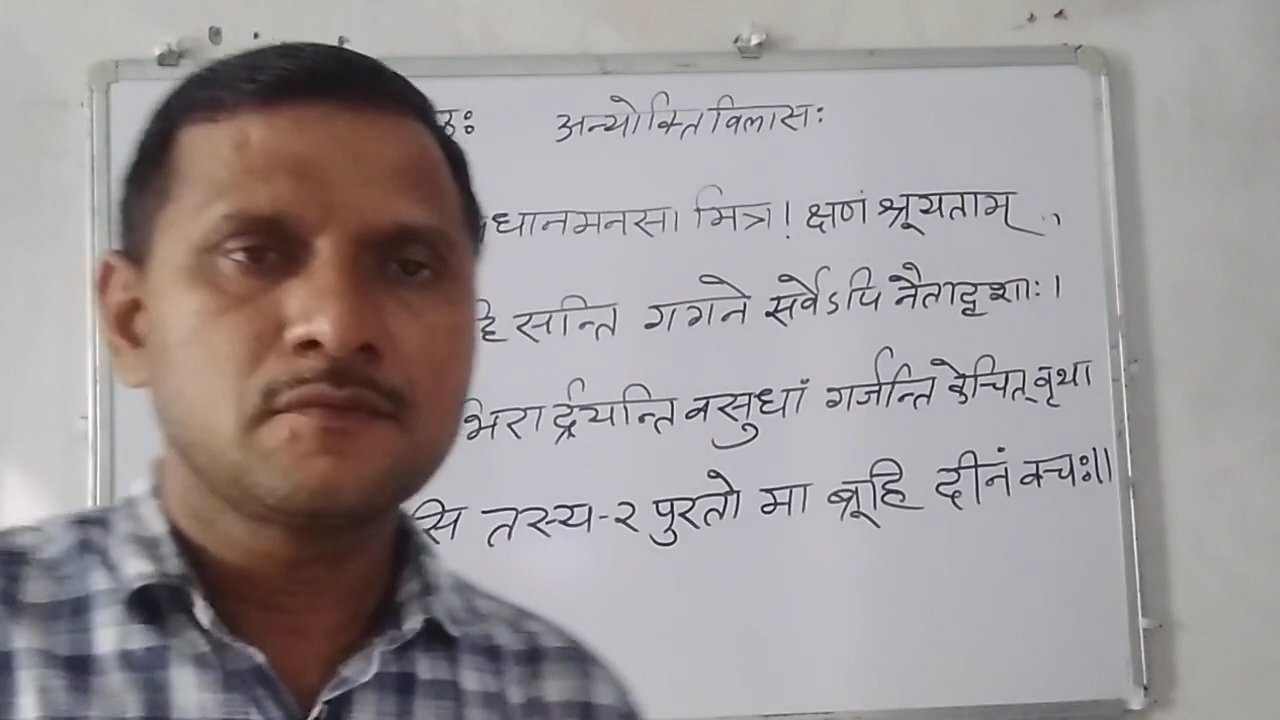 ठः अन्योक्तिविलासः
धानमनसा मित्र! क्षणं श्रूयताम्,,
हि सन्ति गगने सर्वेऽपि नैतादृशाः।
भिरार्द्रयन्ति वसुधां गर्जन्ति केचित् वृथा
सि तस्य-२ पुरतो मा ब्रूहि दीनं वचः॥